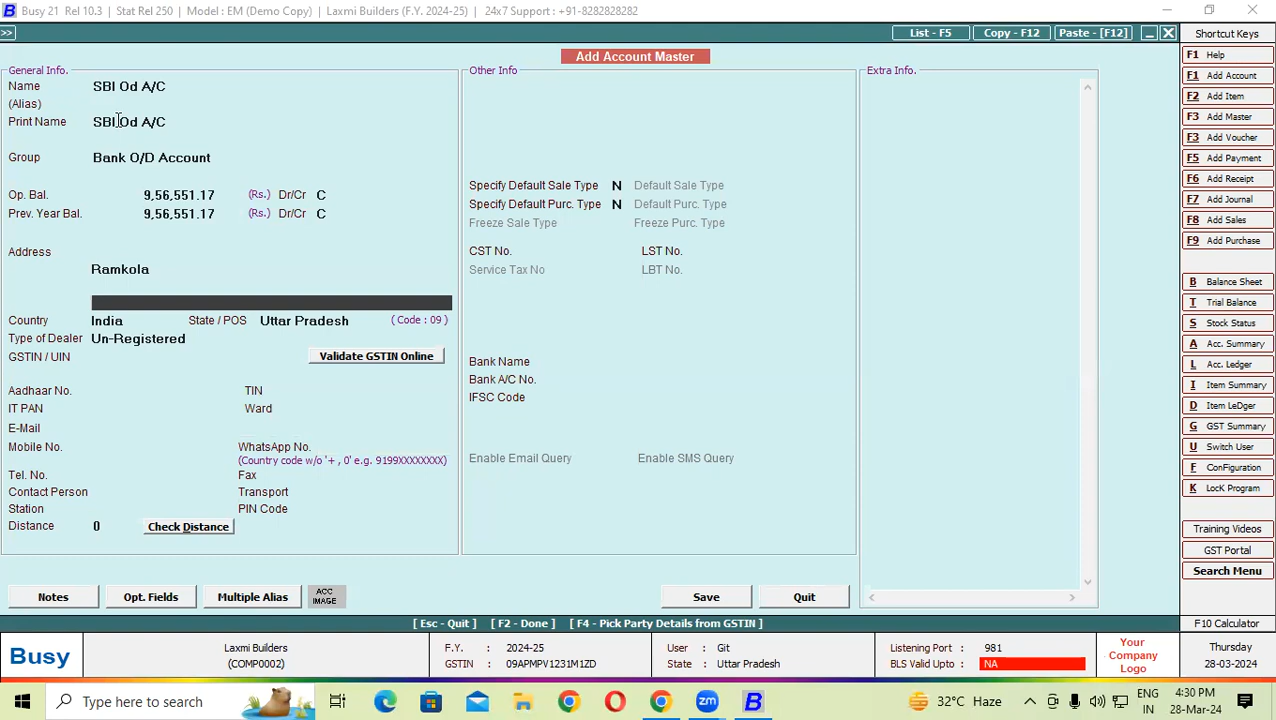 Busy 21 Rel 10.3 | Stat Rel 250 | Model : EM (Demo Copy) | Laxmi Builders (F.Y. 2024-25) | 24x7 Support : +91-8282828282
>> List - F5 Copy - F12 Paste - [F12]
Add Account Master
General Info.
Name SBI Od A/C
(Alias)
Print Name SBI Od A/C
Group Bank O/D Account
Op. Bal. 9,56,551.17 (Rs.) Dr/Cr C
Prev. Year Bal. 9,56,551.17 (Rs.) Dr/Cr C
Address
Ramkola
Country India State / POS Uttar Pradesh ( Code : 09 )
Type of Dealer Un-Registered
GSTIN / UIN Validate GSTIN Online
Aadhaar No. TIN
IT PAN Ward
E-Mail
Mobile No. WhatsApp No.
(Country code w/o '+ , 0' e.g. 9199XXXXXXXX)
Tel. No. Fax
Contact Person Transport
Station PIN Code
Distance 0 Check Distance
Other Info
Specify Default Sale Type N Default Sale Type
Specify Default Purc. Type N Default Purc. Type
Freeze Sale Type Freeze Purc. Type
CST No. LST No.
Service Tax No LBT No.
Bank Name
Bank A/C No.
IFSC Code
Enable Email Query Enable SMS Query
Extra Info.
Notes Opt. Fields Multiple Alias ACC IMAGE Save Quit
[ Esc - Quit ] [ F2 - Done ] [ F4 - Pick Party Details from GSTIN ]
Shortcut Keys
F1 Help
F1 Add Account
F2 Add Item
F3 Add Master
F3 Add Voucher
F5 Add Payment
F6 Add Receipt
F7 Add Journal
F8 Add Sales
F9 Add Purchase
B Balance Sheet
T Trial Balance
S Stock Status
A Acc. Summary
L Acc. Ledger
I Item Summary
D Item LeDger
G GST Summary
U Switch User
F ConFiguration
K LocK Program
Training Videos
GST Portal
Search Menu
F10 Calculator
Busy
Laxmi Builders
(COMP0002)
F.Y. : 2024-25
GSTIN : 09APMPV1231M1ZD
User : Git
State : Uttar Pradesh
Listening Port : 981
BLS Valid Upto : NA
Your
Company
Logo
Thursday
28-03-2024
Type here to search
32°C Haze
ENG
IN
4:30 PM
28-Mar-24